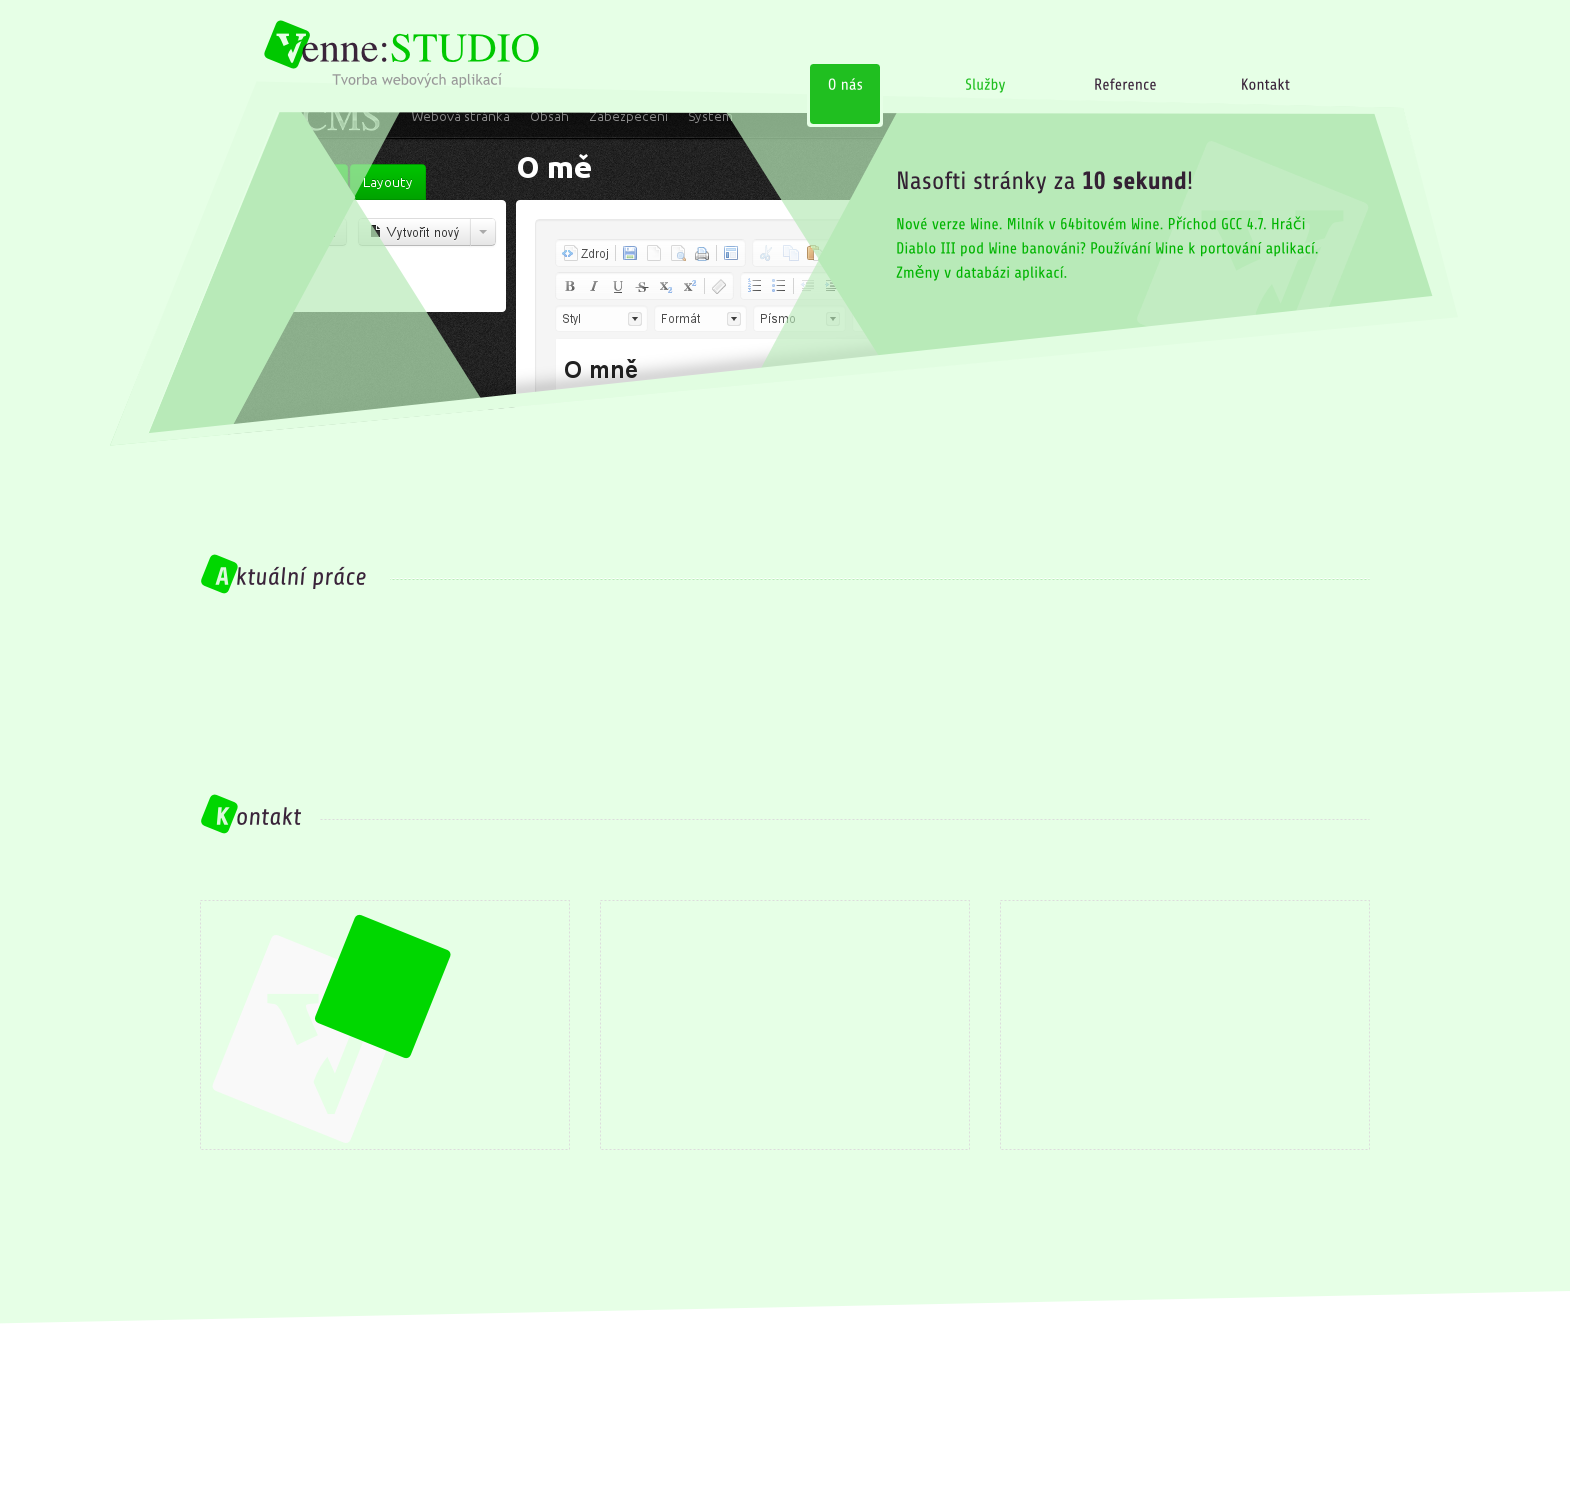 Venne:STUDIO
Tvorba webových aplikací
O nás
Služby
Reference
Kontakt
CMS
Webová stránka
Obsah
Zabezpečení
Systém
O mě
Layouty
Vytvořit nový
Zdroj
B I U S X2 X2
Styl
Formát
Písmo
O mně
Nasofti stránky za 10 sekund!
Nové verze Wine. Milník v 64bitovém Wine. Příchod GCC 4.7. Hráči
Diablo III pod Wine banováni? Používání Wine k portování aplikací.
Změny v databázi aplikací.
Aktuální práce
Kontakt